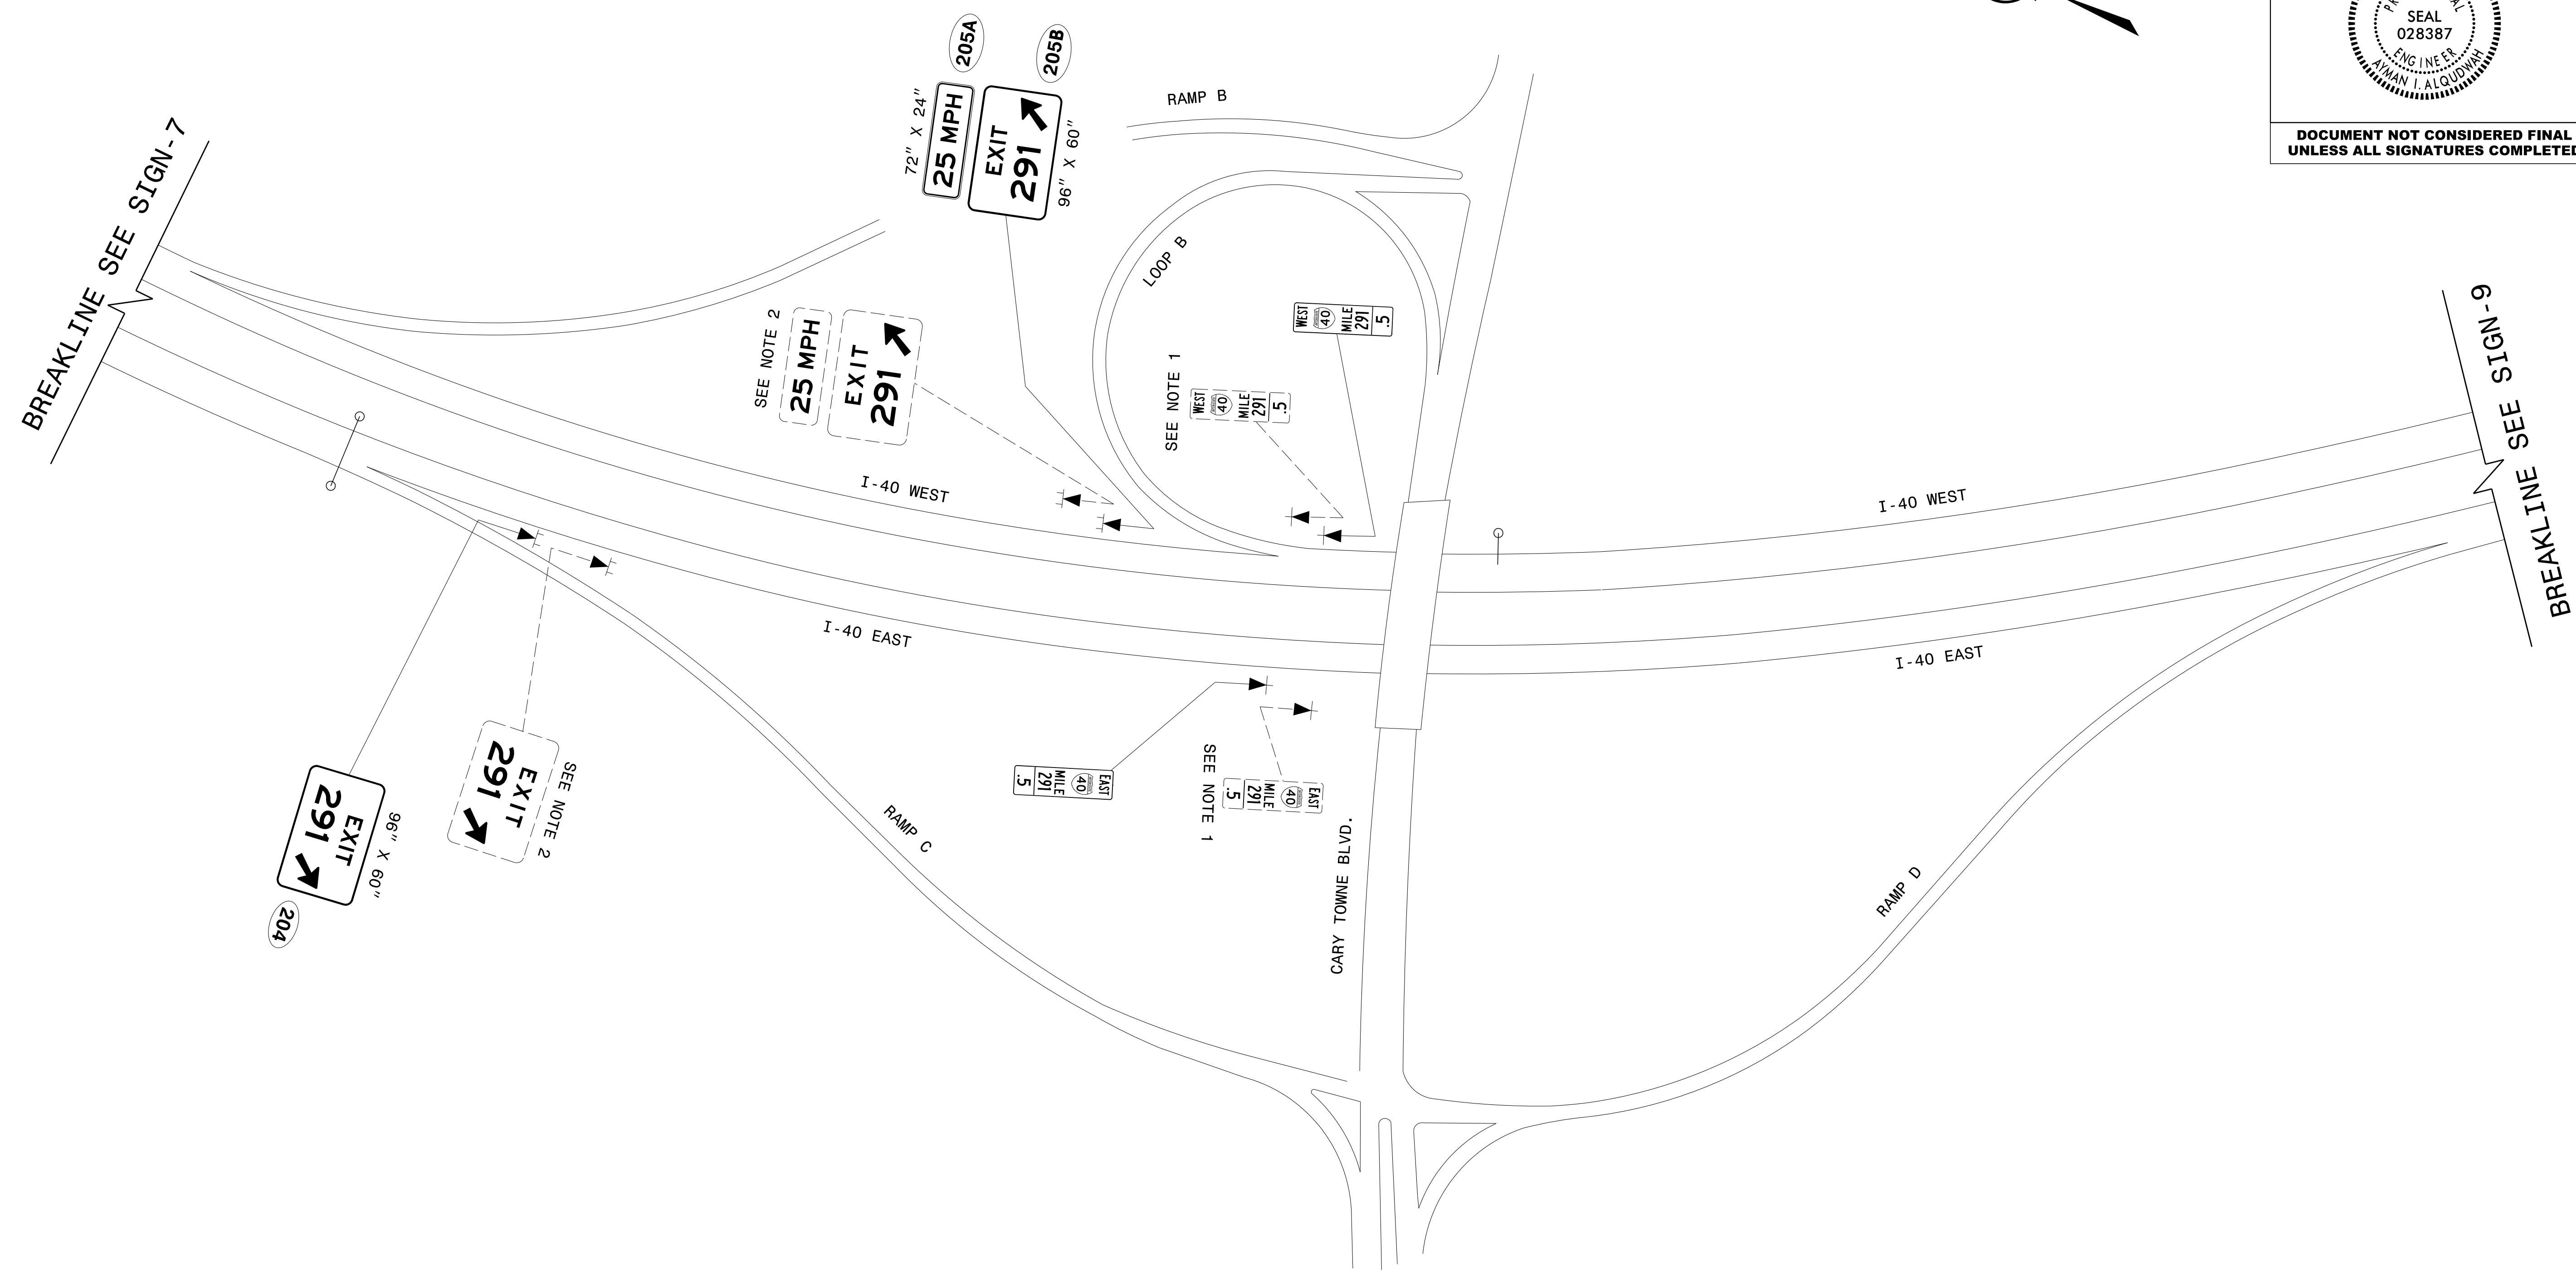 SEAL
028387
ENGINEER
AYMAN I. ALQUDWAH
DOCUMENT NOT CONSIDERED FINAL
UNLESS ALL SIGNATURES COMPLETED
205A
205B
72" X 24"
25 MPH
EXIT
291
96" X 60"
RAMP B
BREAKLINE SEE SIGN-7
LOOP B
SEE NOTE 2
25 MPH
EXIT
291
WEST
40
MILE
291
.5
SEE NOTE 1
WEST
40
MILE
291
.5
I-40 WEST
I-40 WEST
BREAKLINE SEE SIGN-9
I-40 EAST
I-40 EAST
EAST
40
MILE
291
.5
SEE NOTE 1
EAST
40
MILE
291
.5
EXIT
291
SEE NOTE 2
EXIT
291
96" X 60"
204
RAMP C
CARY TOWNE BLVD.
RAMP D